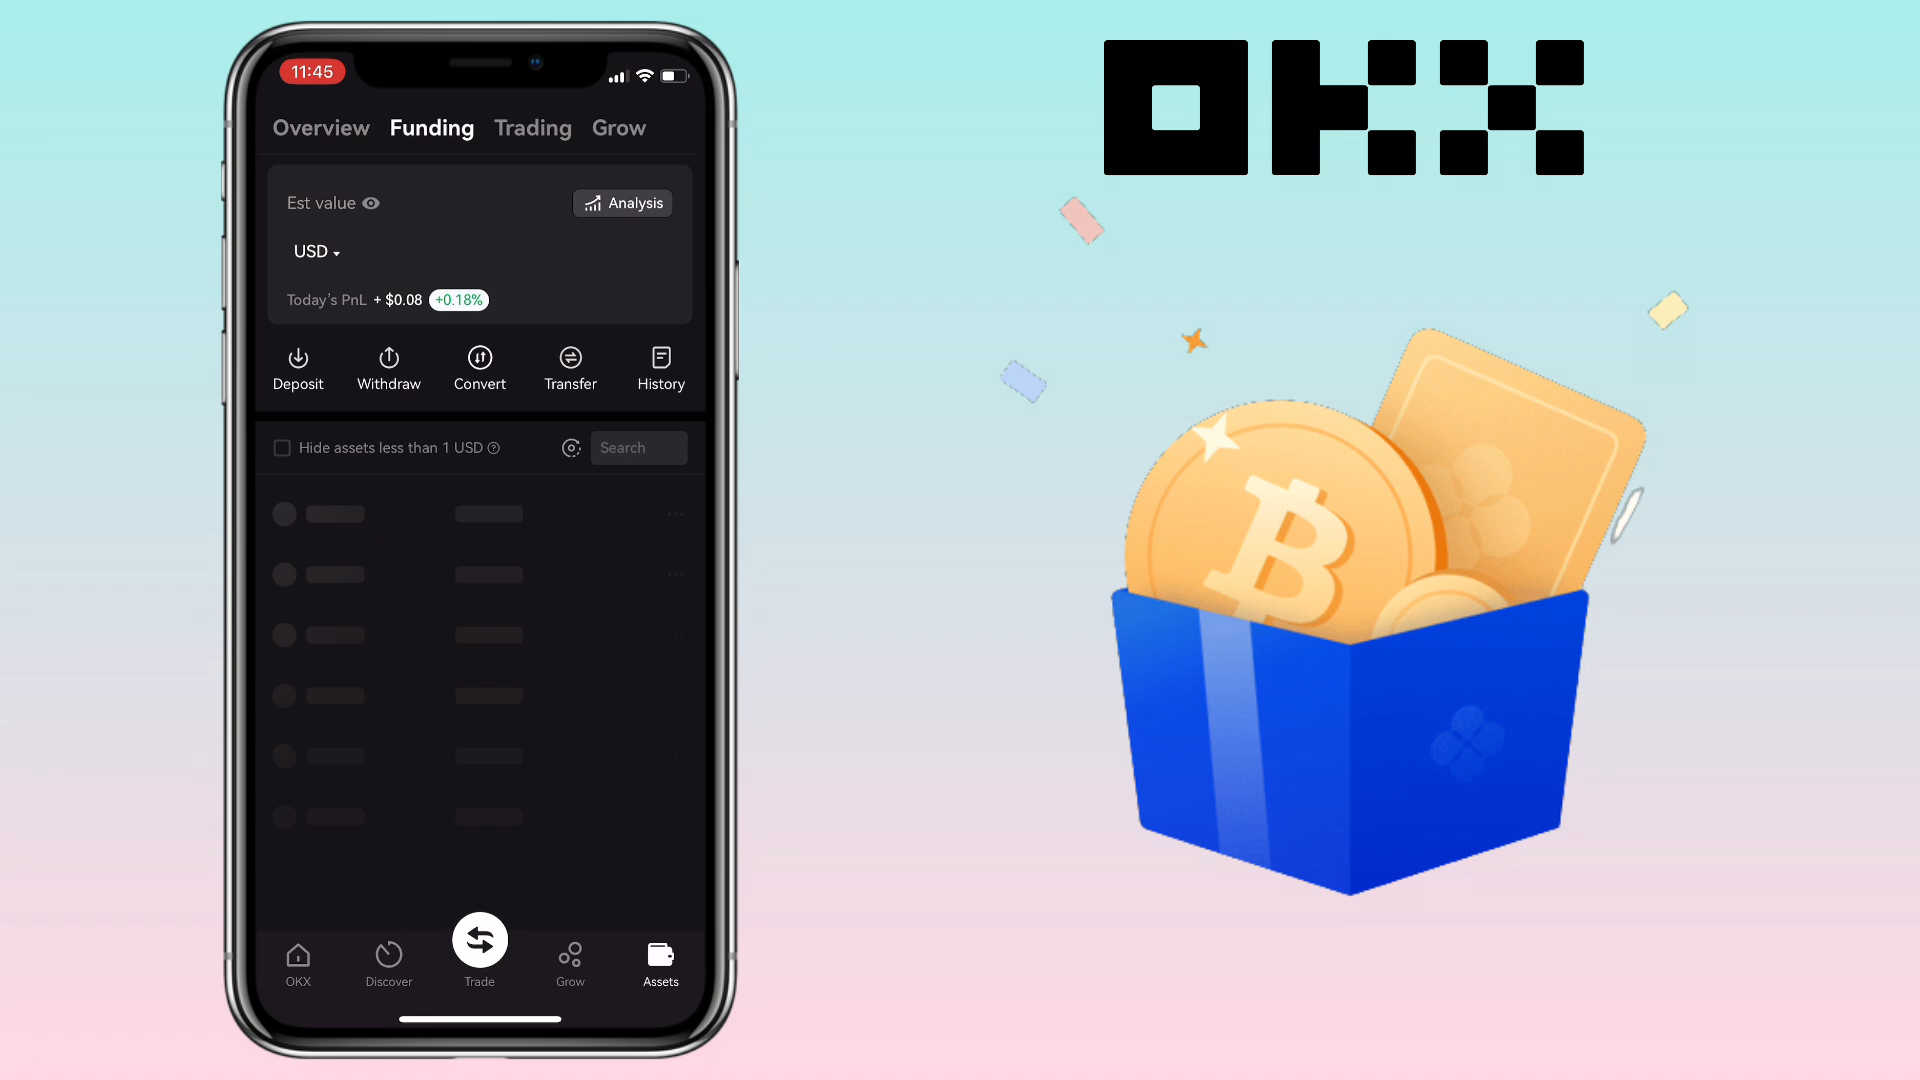 11:45
Overview Funding Trading Grow
Est value
Analysis
USD
Today's PnL + $0.08 +0.18%
Deposit Withdraw Convert Transfer History
Hide assets less than 1 USD
Search
OKX Discover Trade Grow Assets
OKX